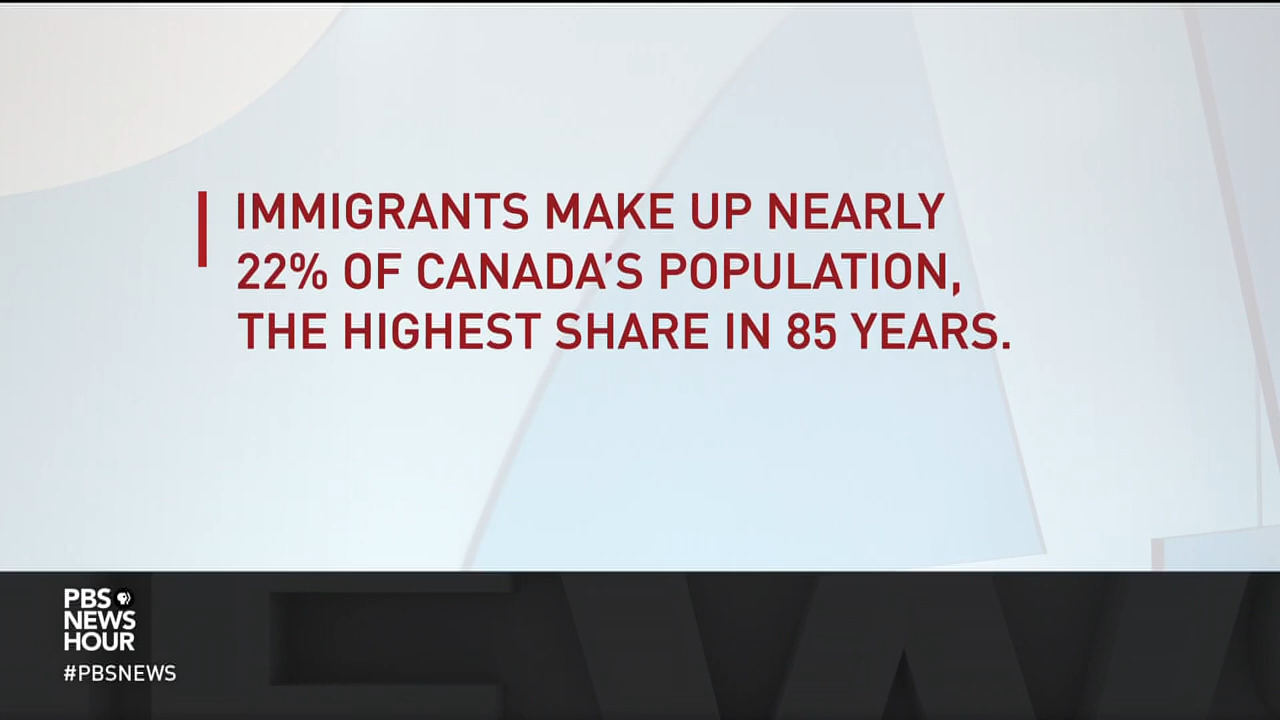 IMMIGRANTS MAKE UP NEARLY
22% OF CANADA'S POPULATION,
THE HIGHEST SHARE IN 85 YEARS.
PBS
NEWS
HOUR
#PBSNEWS